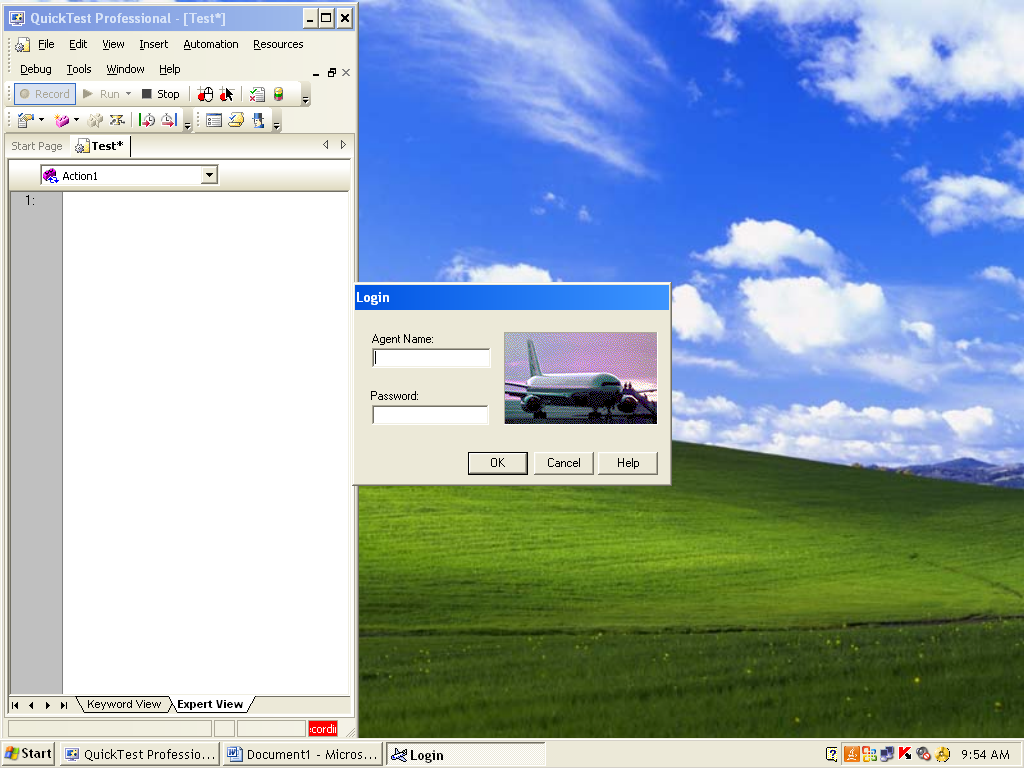 QuickTest Professional - [Test*]
File Edit View Insert Automation Resources
Debug Tools Window Help
Record Run Stop
Start Page Test*
Action1
1:
Login
Agent Name:
Password:
OK Cancel Help
Keyword View Expert View
cordi
Start QuickTest Professio... Document1 - Micros... Login 9:54 AM